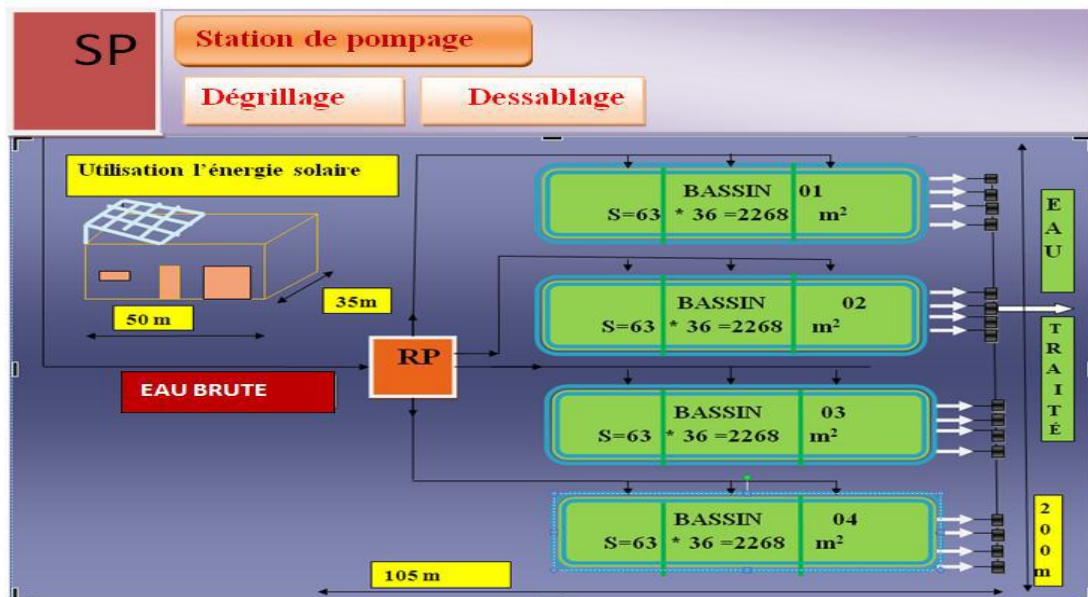 SP
Station de pompage
Dégrillage
Dessablage
Utilisation l'énergie solaire
35m
50 m
RP
EAU BRUTE
BASSIN 01
S=63 * 36 =2268 m²
BASSIN 02
S=63 * 36 =2268 m²
BASSIN 03
S=63 * 36 =2268 m²
BASSIN 04
S=63 * 36 =2268 m²
EAU
TRAITÉ
200m
105 m